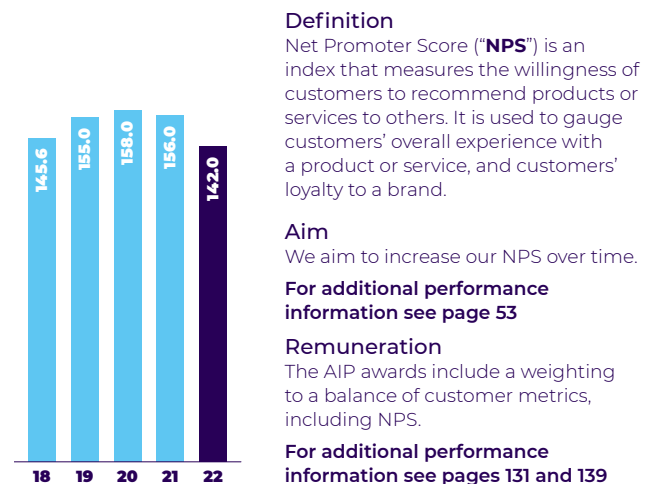 145.6
155.0
158.0
156.0
142.0
18 19 20 21 22
Definition
Net Promoter Score (“NPS”) is an
index that measures the willingness of
customers to recommend products or
services to others. It is used to gauge
customers’ overall experience with
a product or service, and customers’
loyalty to a brand.
Aim
We aim to increase our NPS over time.
For additional performance
information see page 53
Remuneration
The AIP awards include a weighting
to a balance of customer metrics,
including NPS.
For additional performance
information see pages 131 and 139